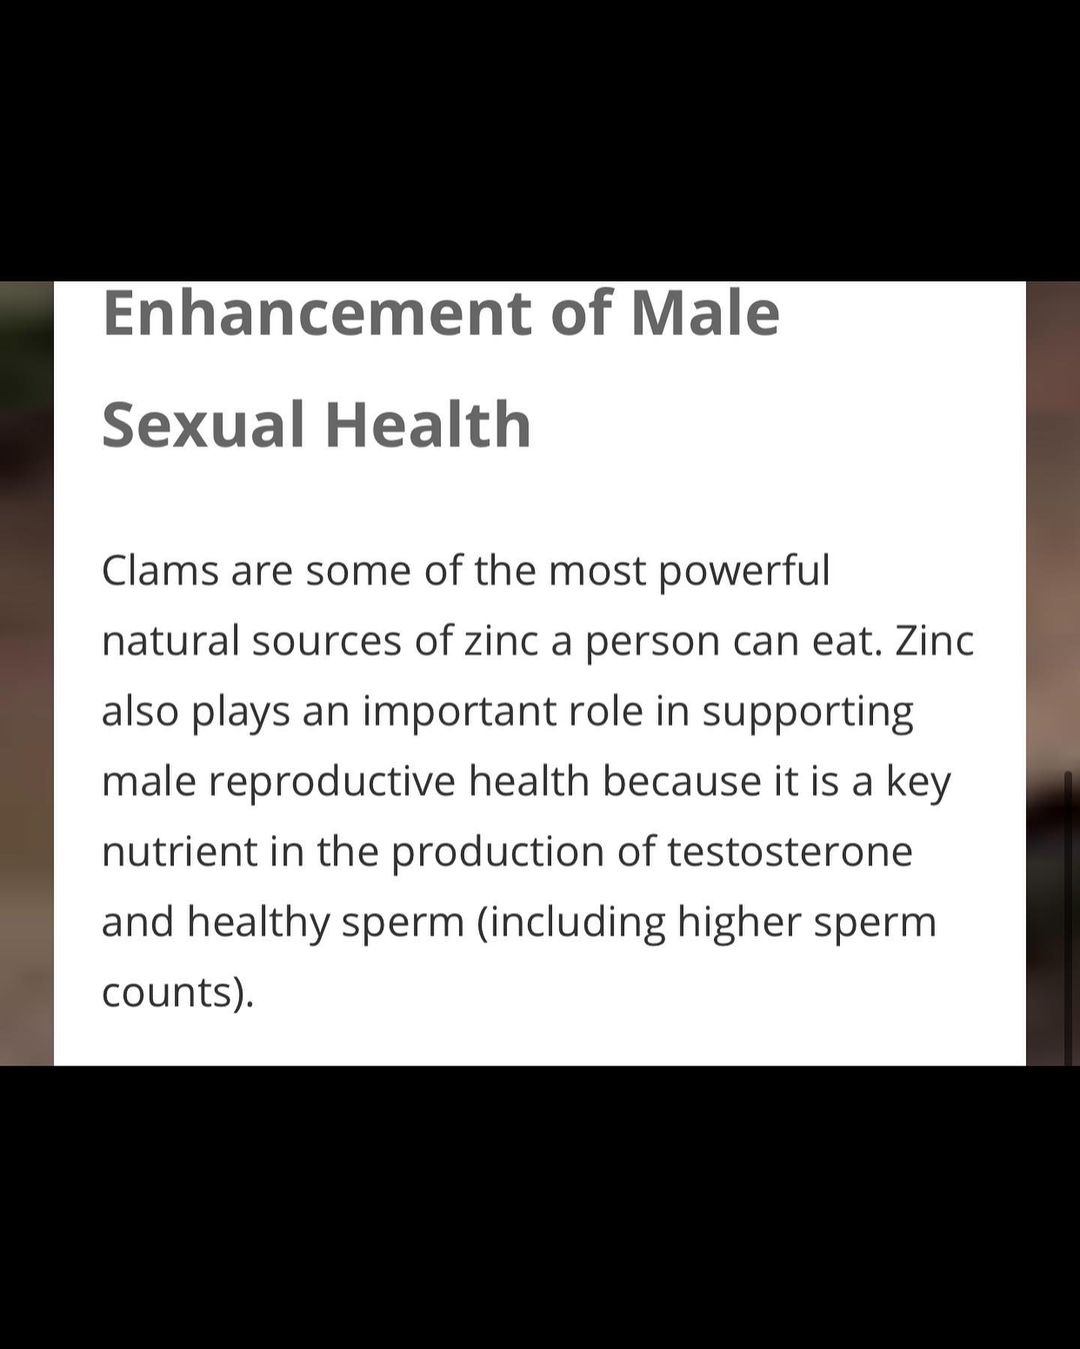 Enhancement of Male
Sexual Health
Clams are some of the most powerful
natural sources of zinc a person can eat. Zinc
also plays an important role in supporting
male reproductive health because it is a key
nutrient in the production of testosterone
and healthy sperm (including higher sperm
counts).